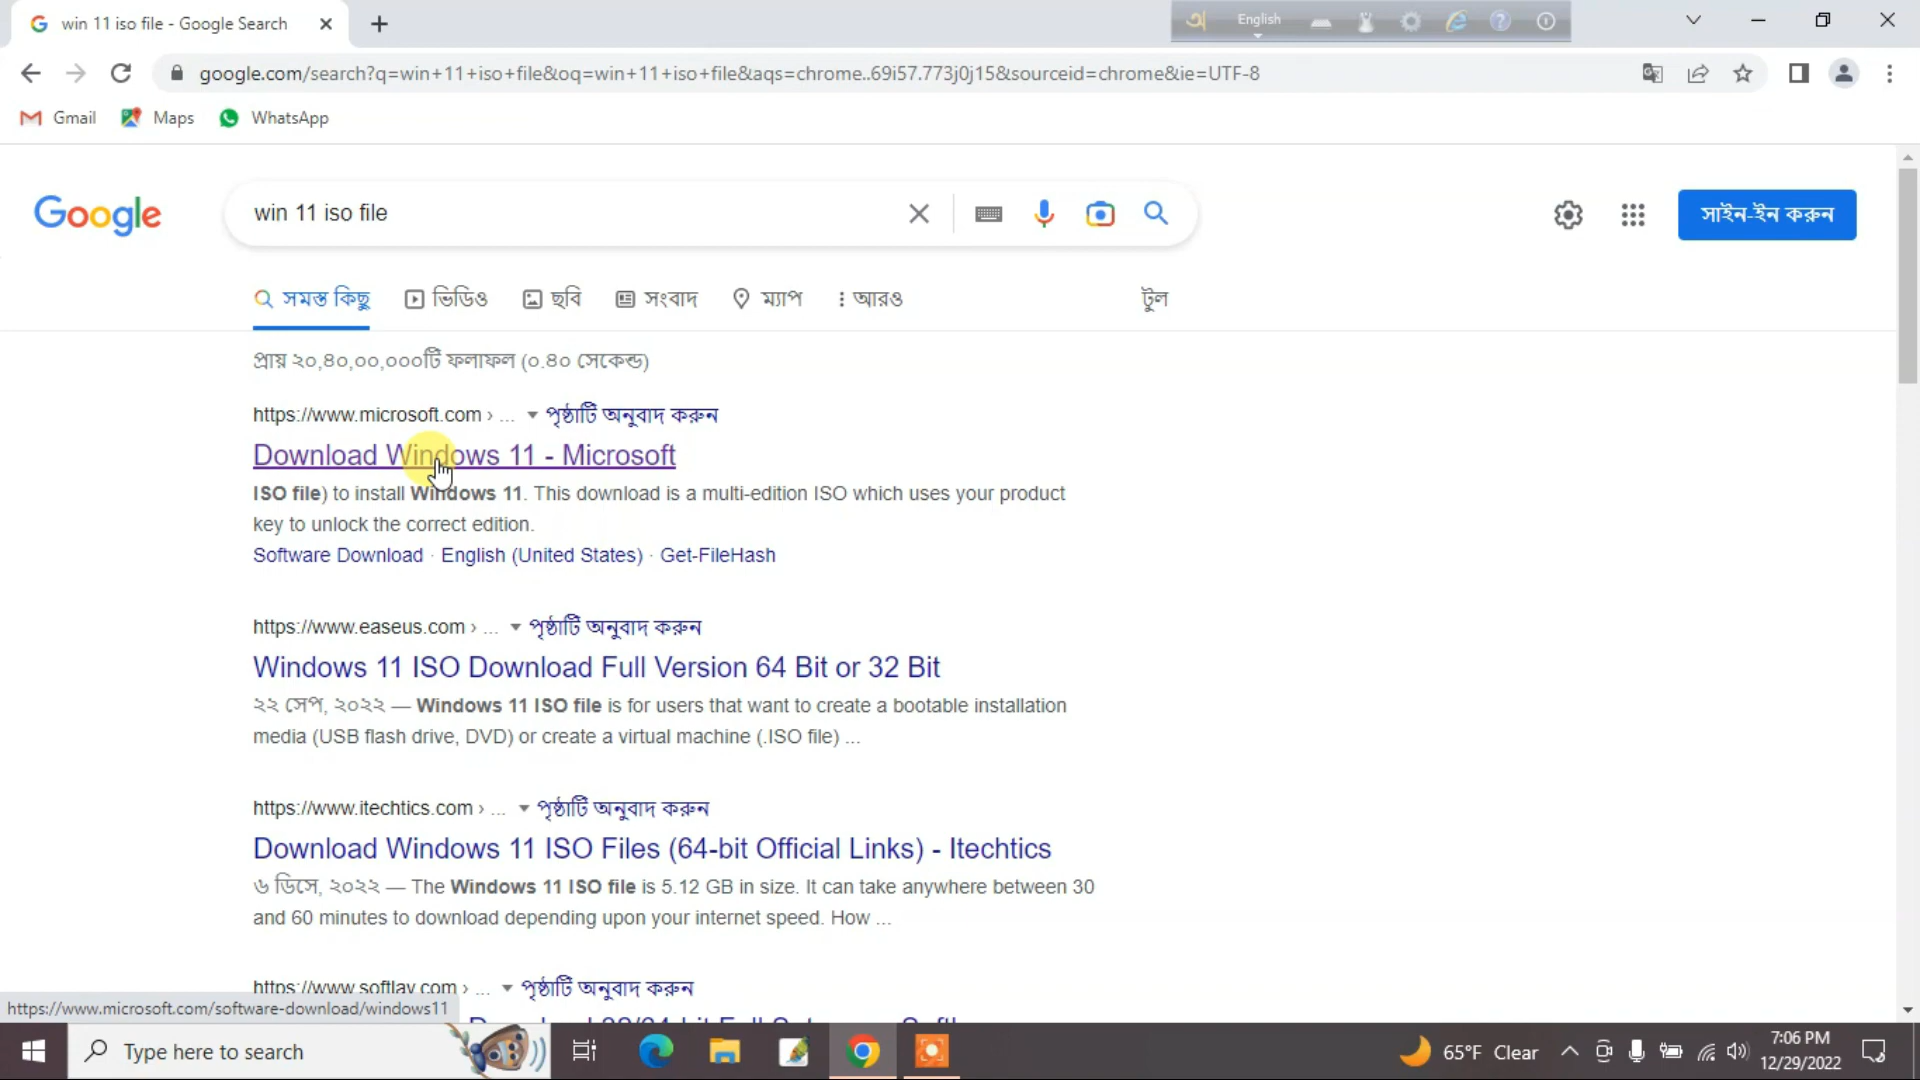 win 11 iso file - Google Search
English
google.com/search?q=win+11+iso+file&oq=win+11+iso+file&aqs=chrome..69i57.773j0j15&sourceid=chrome&ie=UTF-8
Gmail Maps WhatsApp
Google win 11 iso file সাইন-ইন করুন
সমস্ত কিছু ভিডিও ছবি সংবাদ ম্যাপ আরও টুল
প্রায় ২০,৪০,০০,০০০টি ফলাফল (০.৪০ সেকেন্ড)
https://www.microsoft.com › ... পৃষ্ঠাটি অনুবাদ করুন
Download Windows 11 - Microsoft
ISO file) to install Windows 11. This download is a multi-edition ISO which uses your product
key to unlock the correct edition.
Software Download · English (United States) · Get-FileHash
https://www.easeus.com › ... পৃষ্ঠাটি অনুবাদ করুন
Windows 11 ISO Download Full Version 64 Bit or 32 Bit
২২ সেপ, ২০২২ — Windows 11 ISO file is for users that want to create a bootable installation
media (USB flash drive, DVD) or create a virtual machine (.ISO file) ...
https://www.itechtics.com › ... পৃষ্ঠাটি অনুবাদ করুন
Download Windows 11 ISO Files (64-bit Official Links) - Itechtics
৬ ডিসে, ২০২২ — The Windows 11 ISO file is 5.12 GB in size. It can take anywhere between 30
and 60 minutes to download depending upon your internet speed. How ...
https://www.softlay.com › ... পৃষ্ঠাটি অনুবাদ করুন
https://www.microsoft.com/software-download/windows11
Type here to search 65°F Clear 7:06 PM
12/29/2022